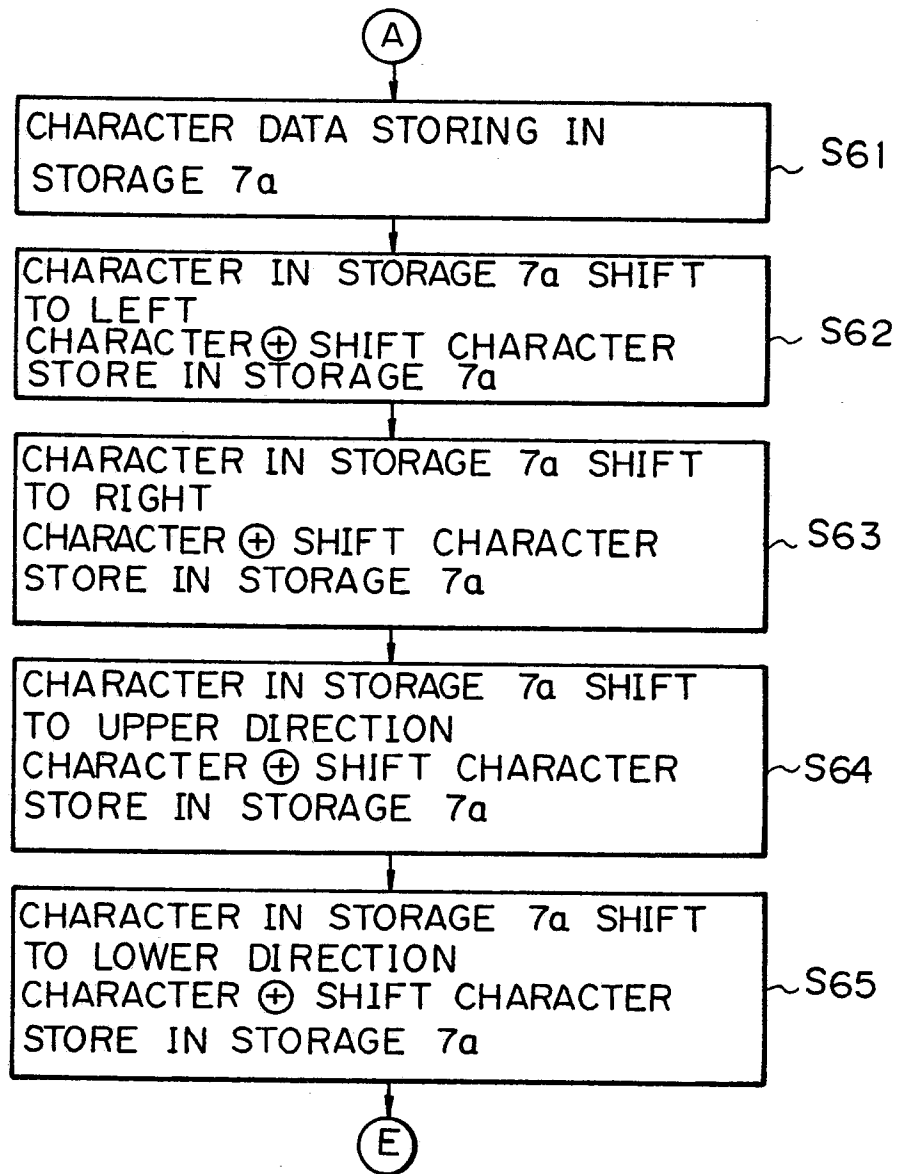 A
CHARACTER DATA STORING IN
STORAGE 7a
S61
CHARACTER IN STORAGE 7a SHIFT
TO LEFT
CHARACTER ⊕ SHIFT CHARACTER
STORE IN STORAGE 7a
S62
CHARACTER IN STORAGE 7a SHIFT
TO RIGHT
CHARACTER ⊕ SHIFT CHARACTER
STORE IN STORAGE 7a
S63
CHARACTER IN STORAGE 7a SHIFT
TO UPPER DIRECTION
CHARACTER ⊕ SHIFT CHARACTER
STORE IN STORAGE 7a
S64
CHARACTER IN STORAGE 7a SHIFT
TO LOWER DIRECTION
CHARACTER ⊕ SHIFT CHARACTER
STORE IN STORAGE 7a
S65
E